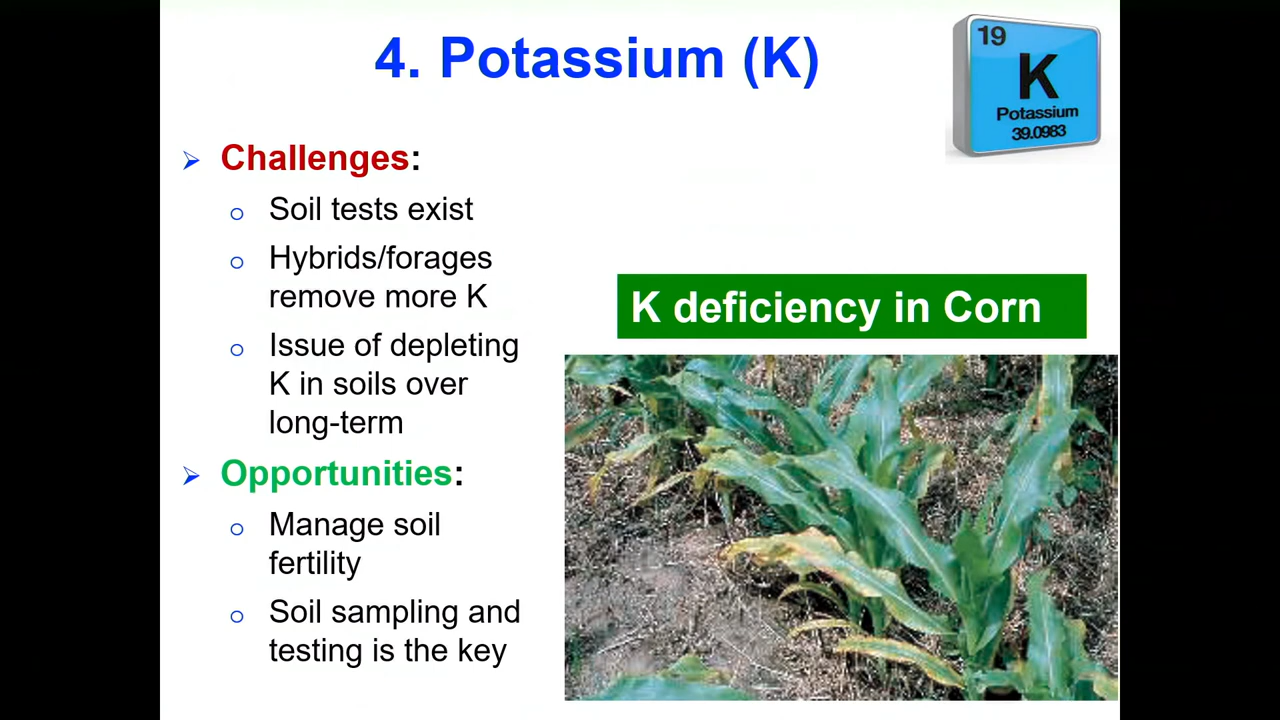 4. Potassium (K)
19
K
Potassium
39.0983
Challenges:
Soil tests exist
Hybrids/forages
remove more K
Issue of depleting
K in soils over
long-term
Opportunities:
Manage soil
fertility
Soil sampling and
testing is the key
K deficiency in Corn